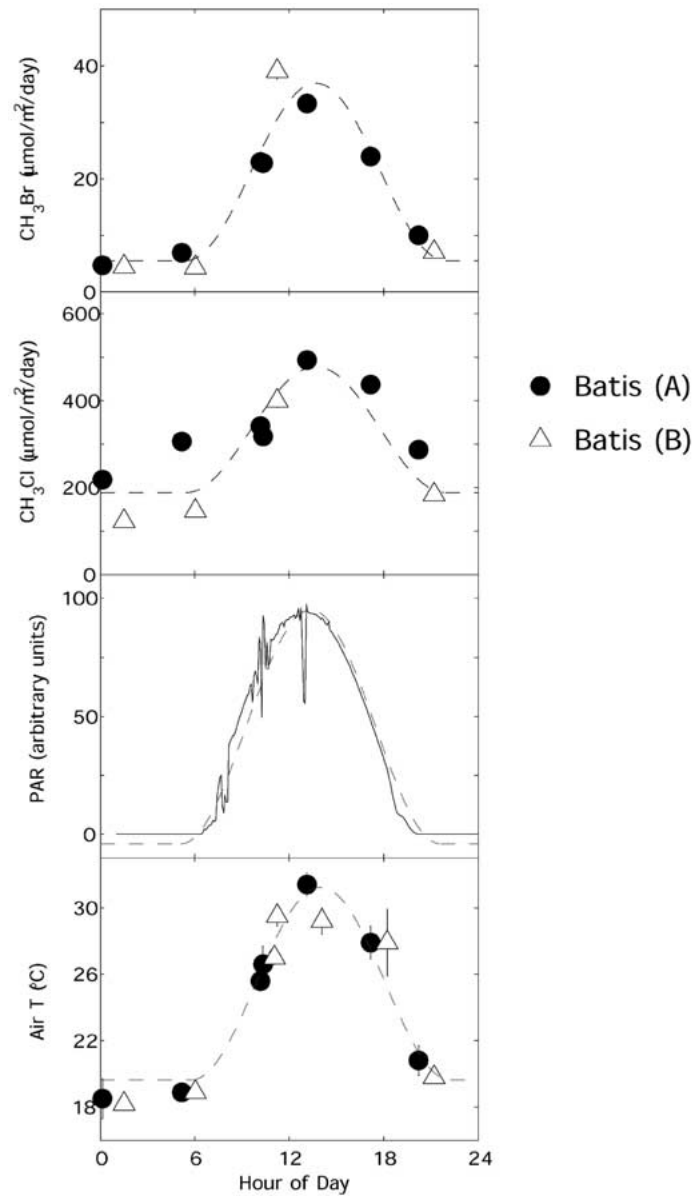 40
20
0
CH₃Br (μmol/m²/day)
600
400
200
0
CH₃Cl (μmol/m²/day)
Batis (A)
Batis (B)
100
50
0
PAR (arbitrary units)
30
26
22
18
Air T (ºC)
0 6 12 18 24
Hour of Day